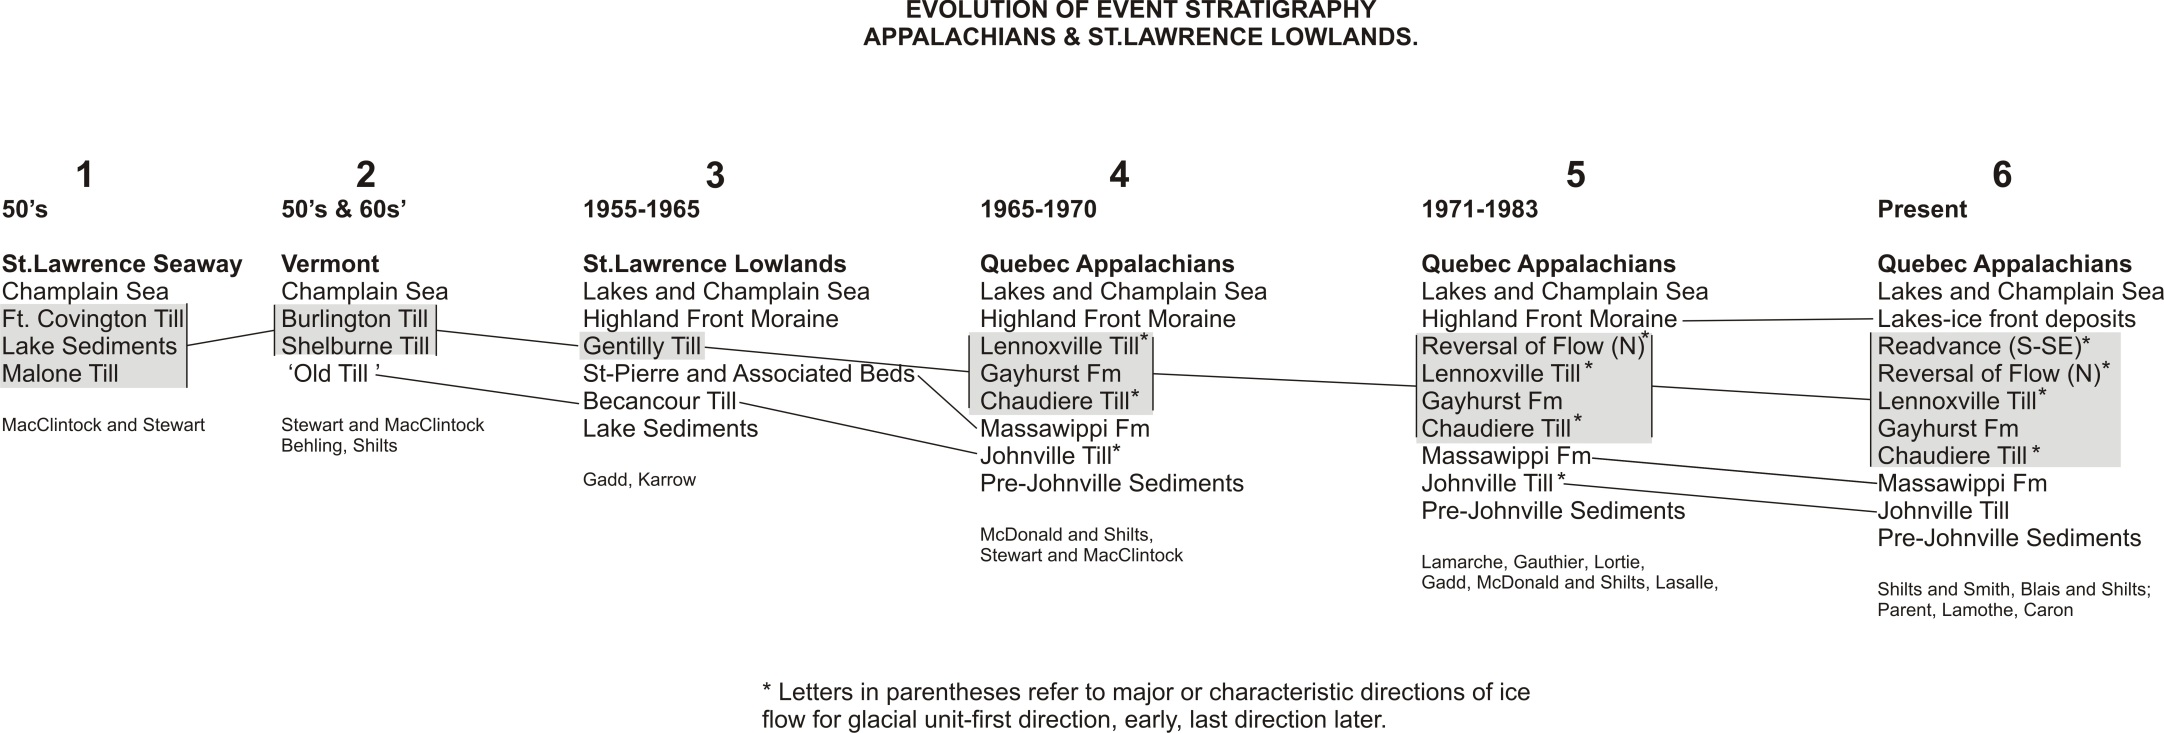 EVOLUTION OF EVENT STRATIGRAPHY
APPALACHIANS & ST.LAWRENCE LOWLANDS.
1
50's
St.Lawrence Seaway
Champlain Sea
Ft. Covington Till
Lake Sediments
Malone Till
MacClintock and Stewart
2
50's & 60s'
Vermont
Champlain Sea
Burlington Till
Shelburne Till
'Old Till '
Stewart and MacClintock
Behling, Shilts
3
1955-1965
St.Lawrence Lowlands
Lakes and Champlain Sea
Highland Front Moraine
Gentilly Till
St-Pierre and Associated Beds
Becancour Till
Lake Sediments
Gadd, Karrow
4
1965-1970
Quebec Appalachians
Lakes and Champlain Sea
Highland Front Moraine
Lennoxville Till*
Gayhurst Fm
Chaudiere Till*
Massawippi Fm
Johnville Till*
Pre-Johnville Sediments
McDonald and Shilts,
Stewart and MacClintock
5
1971-1983
Quebec Appalachians
Lakes and Champlain Sea
Highland Front Moraine
Reversal of Flow (N)*
Lennoxville Till*
Gayhurst Fm
Chaudiere Till*
Massawippi Fm
Johnville Till*
Pre-Johnville Sediments
Lamarche, Gauthier, Lortie,
Gadd, McDonald and Shilts, Lasalle,
6
Present
Quebec Appalachians
Lakes and Champlain Sea
Lakes-ice front deposits
Readvance (S-SE)*
Reversal of Flow (N)*
Lennoxville Till*
Gayhurst Fm
Chaudiere Till*
Massawippi Fm
Johnville Till
Pre-Johnville Sediments
Shilts and Smith, Blais and Shilts;
Parent, Lamothe, Caron
* Letters in parentheses refer to major or characteristic directions of ice
flow for glacial unit-first direction, early, last direction later.